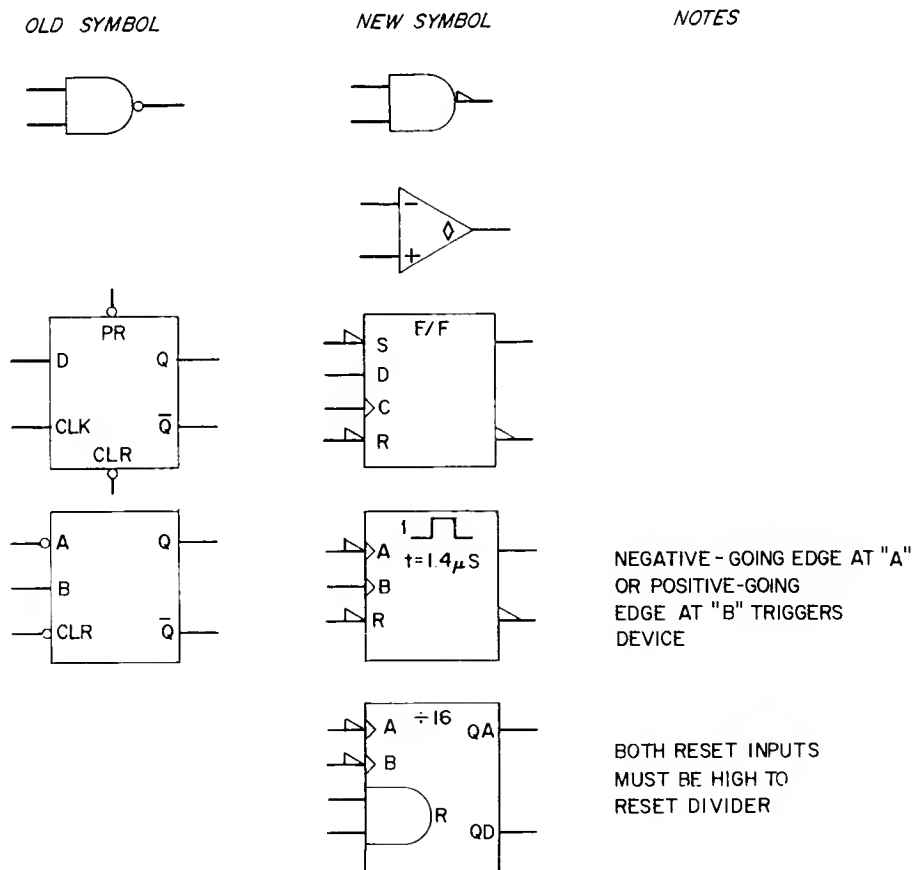 OLD SYMBOL
NEW SYMBOL
NOTES
- 
+
PR
D Q
CLK Q̅
CLR
F/F
S
D
C
R
A Q
B
CLR Q̅
1
t=1.4μS
A
B
R
NEGATIVE-GOING EDGE AT "A"
OR POSITIVE-GOING
EDGE AT "B" TRIGGERS
DEVICE
÷16
A QA
B
R
QD
BOTH RESET INPUTS
MUST BE HIGH TO
RESET DIVIDER